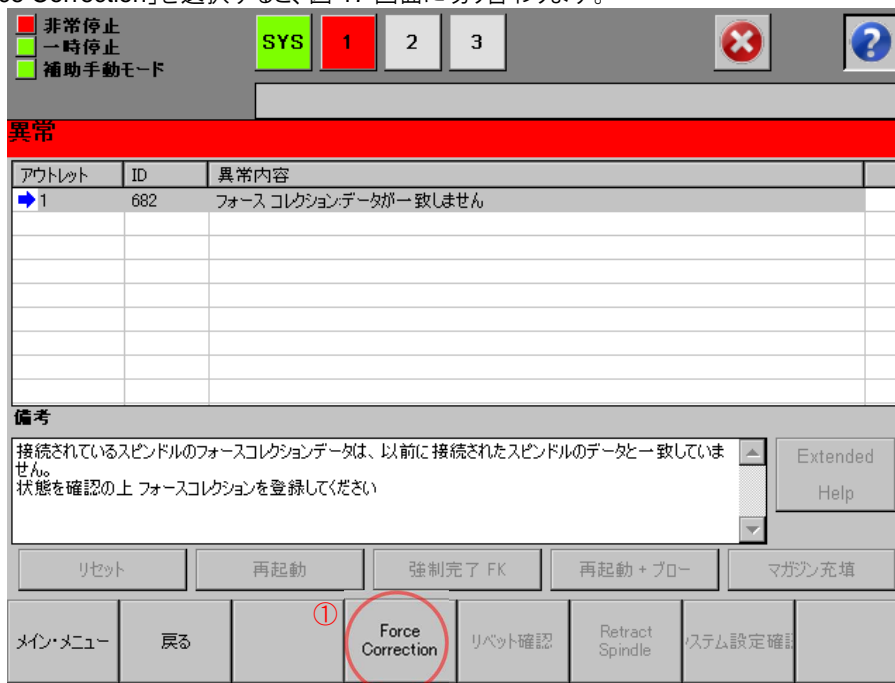 Correction」を選択すると、図
非常停止
一時停止
補助手動モード
SYS
1
2
3
異常
アウトレット ID 異常内容
1 682 フォース コレクション:データが一致しません
備考
接続されているスピンドルのフォースコレクションデータは、以前に接続されたスピンドルのデータと一致していま
せん。
状態を確認の上 フォースコレクションを登録してください
Extended
Help
リセット
再起動
強制完了 FK
再起動 + ブロー
マガジン充填
①
メイン・メニュー
戻る
Force
Correction
リベット確認
Retract
Spindle
ステム設定確認